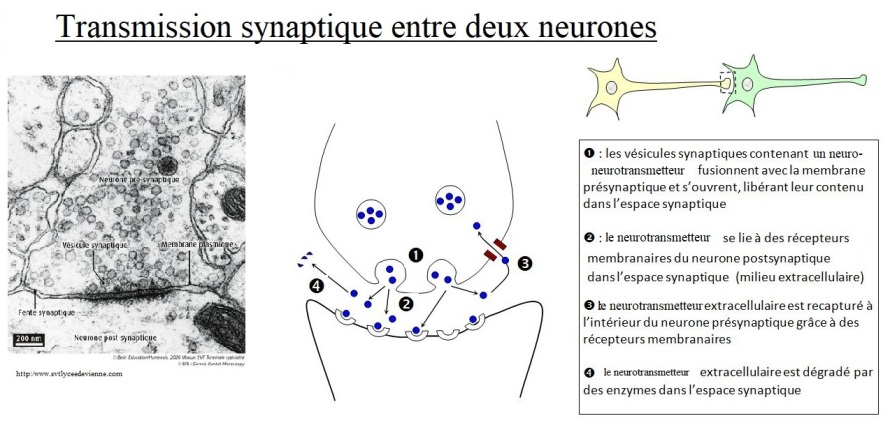 Transmission synaptique entre deux neurones
Neurone pré-synaptique
Vésicule synaptique
Membrane plasmique
Fente synaptique
200 nm
Neurone post synaptique
http://www.svtlyceedevienne.com
❶
❷
❸
❹
❶ : les vésicules synaptiques contenant un neuro-
neurotransmetteur fusionnent avec la membrane
présynaptique et s’ouvrent, libérant leur contenu
dans l’espace synaptique
❷ : le neurotransmetteur se lie à des récepteurs
membranaires du neurone postsynaptique
dans l’espace synaptique (milieu extracellulaire)
❸ le neurotransmetteur extracellulaire est recapturé à
l’intérieur du neurone présynaptique grâce à des
récepteurs membranaires
❹ le neurotransmetteur extracellulaire est dégradé par
des enzymes dans l’espace synaptique